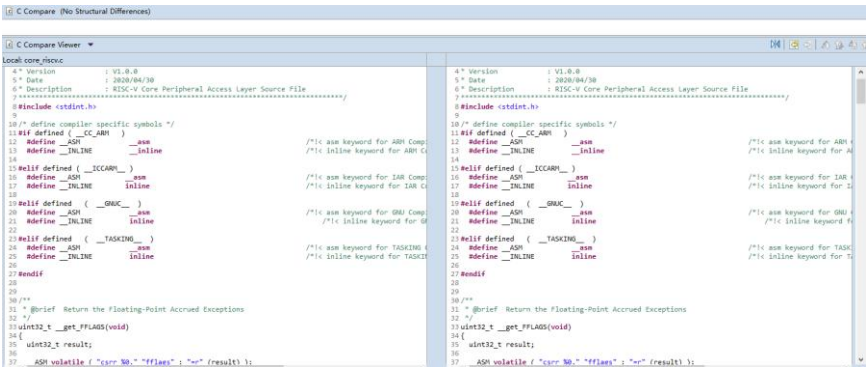 C Compare (No Structural Differences)
C Compare Viewer
Local: core_riscv.c
4 * Version : V1.0.0
5 * Date : 2020/04/30
6 * Description : RISC-V Core Peripheral Access Layer Source File
7 *******************************************************************************/
8 #include <stdint.h>
9
10 /* define compiler specific symbols */
11 #if defined ( __CC_ARM )
12 #define __ASM __asm /*!< asm keyword for ARM Comp
13 #define __INLINE __inline /*!< inline keyword for ARM Co
14
15 #elif defined ( __ICCARM__ )
16 #define __ASM __asm /*!< asm keyword for IAR Comp
17 #define __INLINE inline /*!< inline keyword for IAR Co
18
19 #elif defined ( __GNUC__ )
20 #define __ASM __asm /*!< asm keyword for GNU Comp
21 #define __INLINE inline /*!< inline keyword for GN
22
23 #elif defined ( __TASKING__ )
24 #define __ASM __asm /*!< asm keyword for TASKING
25 #define __INLINE inline /*!< inline keyword for TASKI
26
27 #endif
28
29
30 /**
31 * @brief Return the Floating-Point Accrued Exceptions
32 */
33 uint32_t __get_FFLAGS(void)
34 {
35 uint32_t result;
36
37 __ASM volatile ( "csrr %0," "fflags" : "=r" (result) );
4 * Version : V1.0.0
5 * Date : 2020/04/30
6 * Description : RISC-V Core Peripheral Access Layer Source File
7 *******************************************************************************/
8 #include <stdint.h>
9
10 /* define compiler specific symbols */
11 #if defined ( __CC_ARM )
12 #define __ASM __asm /*!< asm keyword for ARM
13 #define __INLINE __inline /*!< inline keyword for
14
15 #elif defined ( __ICCARM__ )
16 #define __ASM __asm /*!< asm keyword for IAR
17 #define __INLINE inline /*!< inline keyword for
18
19 #elif defined ( __GNUC__ )
20 #define __ASM __asm /*!< asm keyword for GNU
21 #define __INLINE inline /*!< inline keyword
22
23 #elif defined ( __TASKING__ )
24 #define __ASM __asm /*!< asm keyword for TASK
25 #define __INLINE inline /*!< inline keyword for
26
27 #endif
28
29
30 /**
31 * @brief Return the Floating-Point Accrued Exceptions
32 */
33 uint32_t __get_FFLAGS(void)
34 {
35 uint32_t result;
36
37 __ASM volatile ( "csrr %0," "fflags" : "=r" (result) );